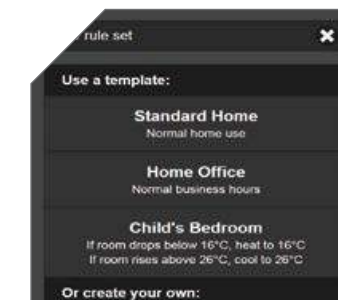 rule set
Use a template:
Standard Home
Normal home use
Home Office
Normal business hours
Child's Bedroom
If room drops below 16°C, heat to 16°C
If room rises above 26°C, cool to 26°C
Or create your own: